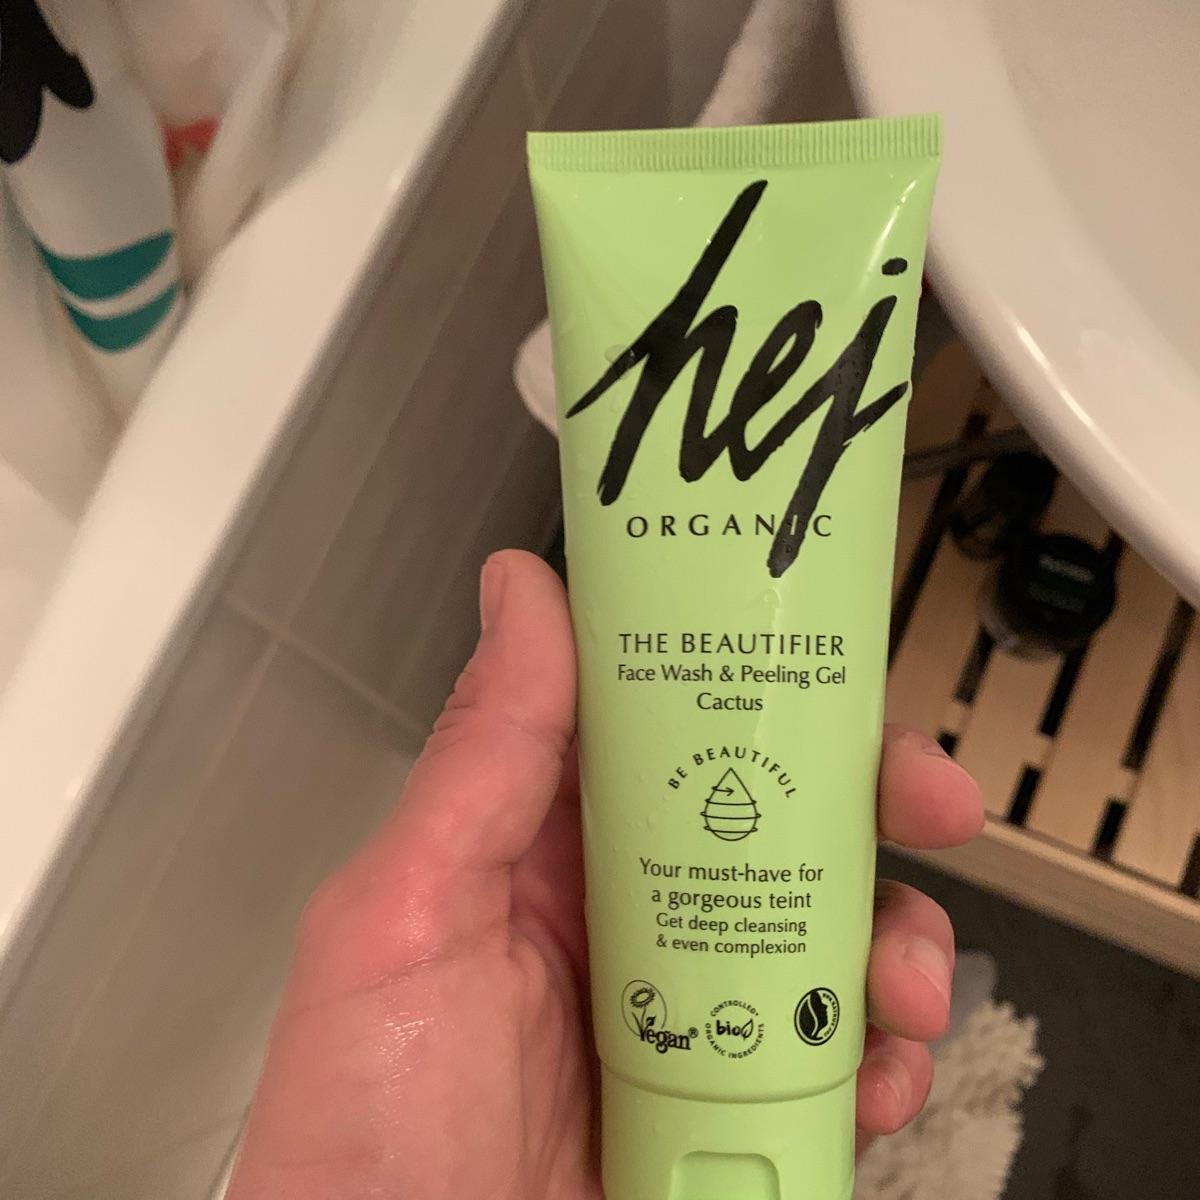 hej
ORGANIC
THE BEAUTIFIER
Face Wash & Peeling Gel
Cactus
BE BEAUTIFUL
Your must-have for
a gorgeous teint
Get deep cleansing
& even complexion
Vegan®
CONTROLLED*
bio
ORGANIC INGREDIENTS